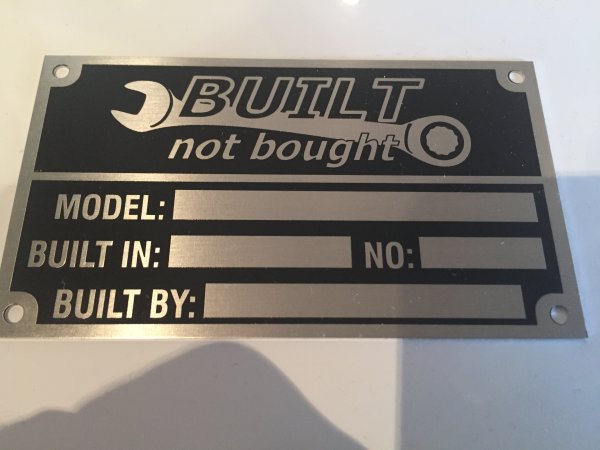 BUILT
not bought
MODEL:
BUILT IN: NO:
BUILT BY: